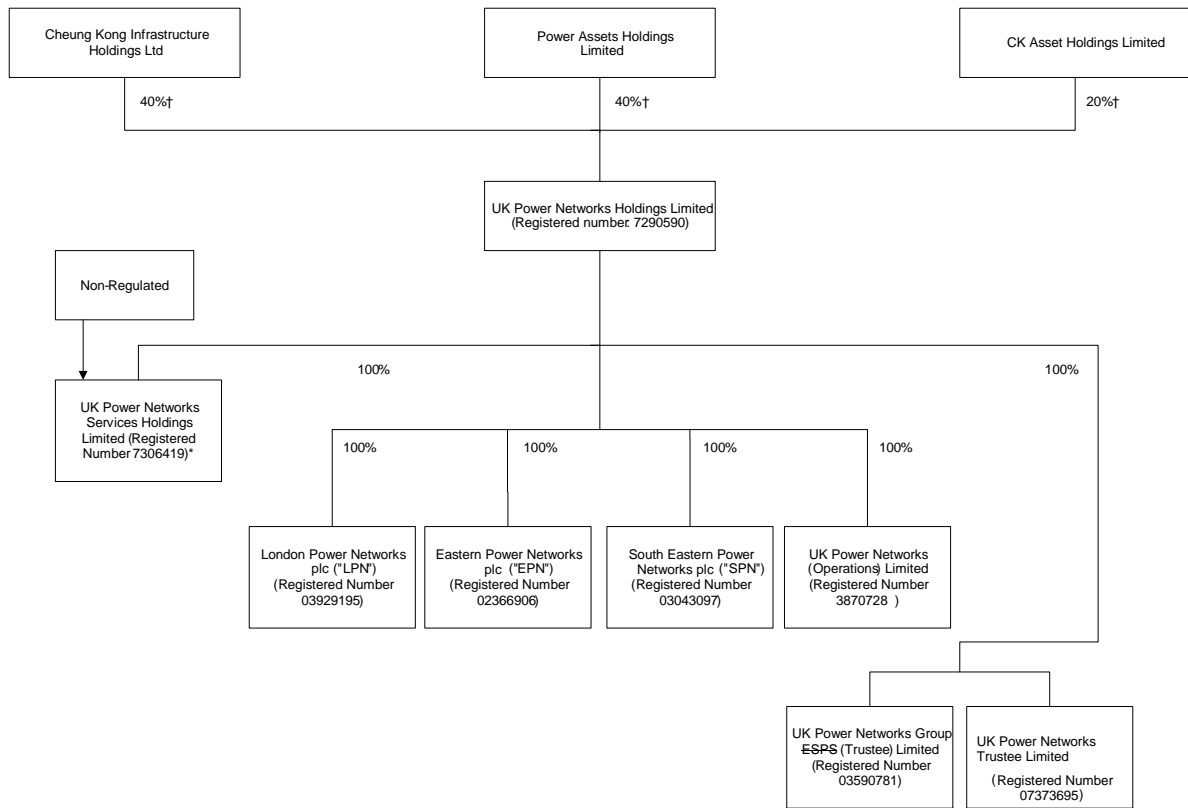 Cheung Kong Infrastructure
Holdings Ltd
Power Assets Holdings
Limited
CK Asset Holdings Limited
40%†
40%†
20%†
UK Power Networks Holdings Limited
(Registered number: 7290590)
Non-Regulated
100%
100%
UK Power Networks
Services Holdings
Limited (Registered
Number 7306419)*
100%
100%
100%
100%
London Power Networks
plc ("LPN")
(Registered Number
03929195)
Eastern Power Networks
plc ("EPN")
(Registered Number
02366906)
South Eastern Power
Networks plc ("SPN")
(Registered Number
03043097)
UK Power Networks
(Operations) Limited
(Registered Number
3870728 )
UK Power Networks Group
ESPS (Trustee) Limited
(Registered Number
03590781)
UK Power Networks
Trustee Limited
(Registered Number
07373695)